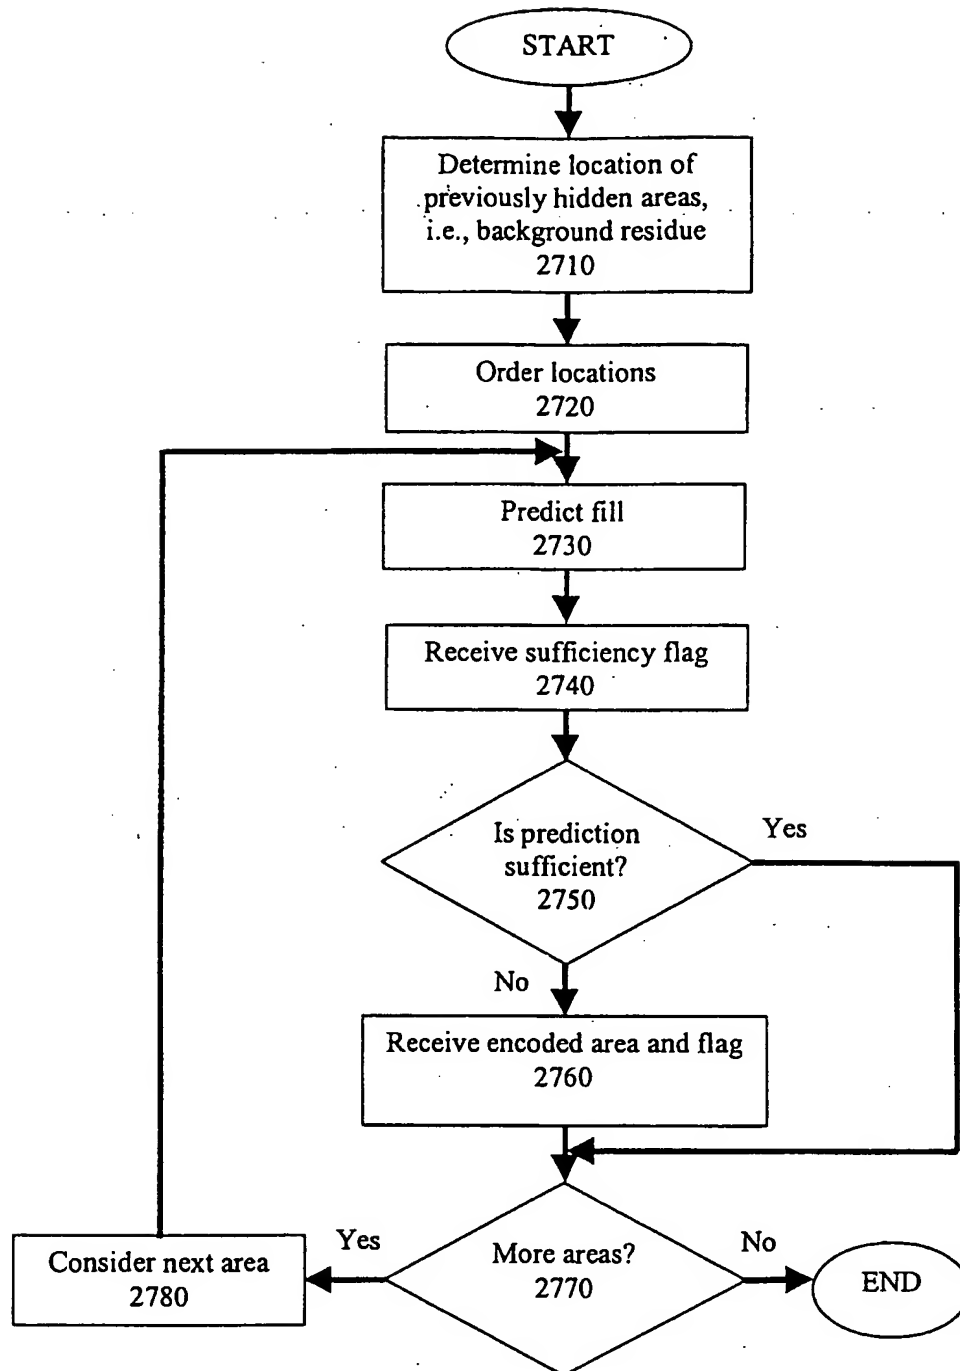 START
Determine location of
previously hidden areas,
i.e., background residue
2710
Order locations
2720
Predict fill
2730
Receive sufficiency flag
2740
Is prediction
sufficient?
2750
Yes
No
Receive encoded area and flag
2760
More areas?
2770
Yes
No
Consider next area
2780
END